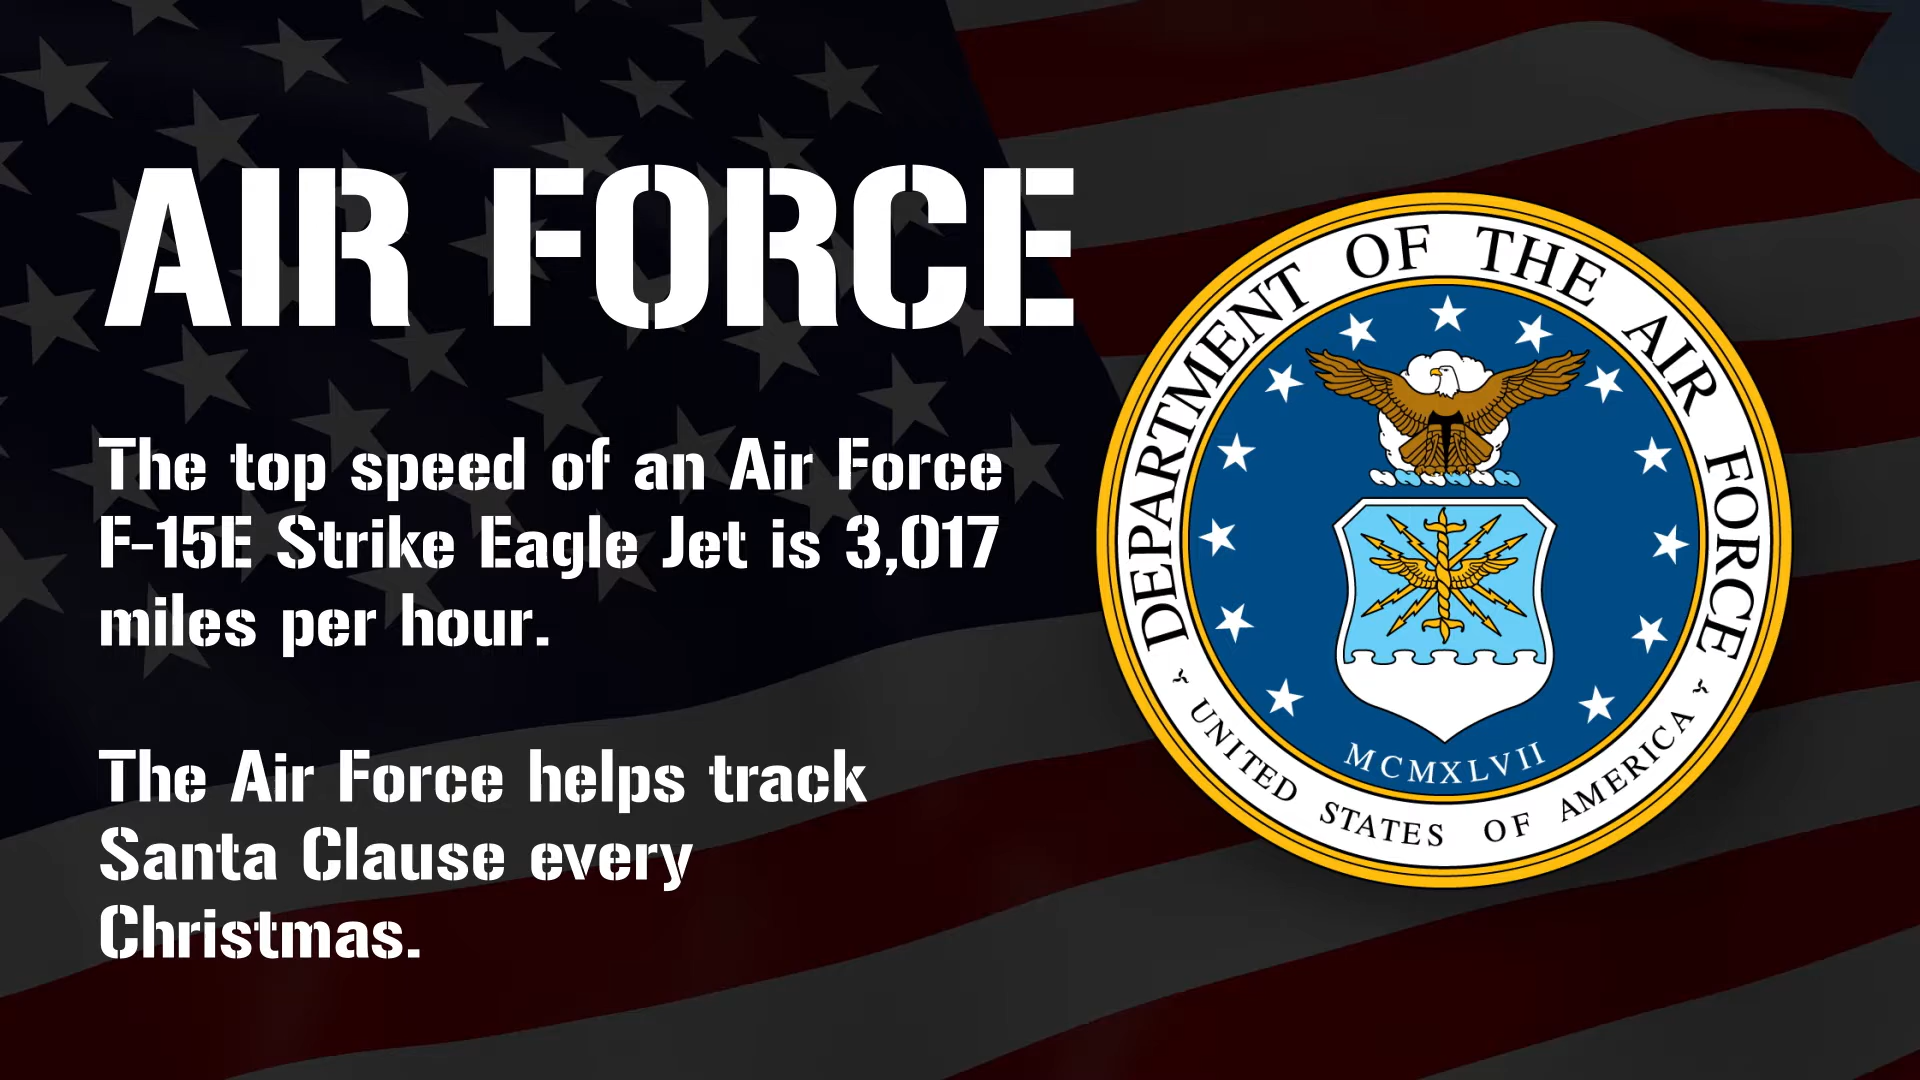 AIR FORCE
The top speed of an Air Force
F-15E Strike Eagle Jet is 3,017
miles per hour.
The Air Force helps track
Santa Clause every
Christmas.
DEPARTMENT OF THE AIR FORCE
MCMXLVII
UNITED STATES OF AMERICA